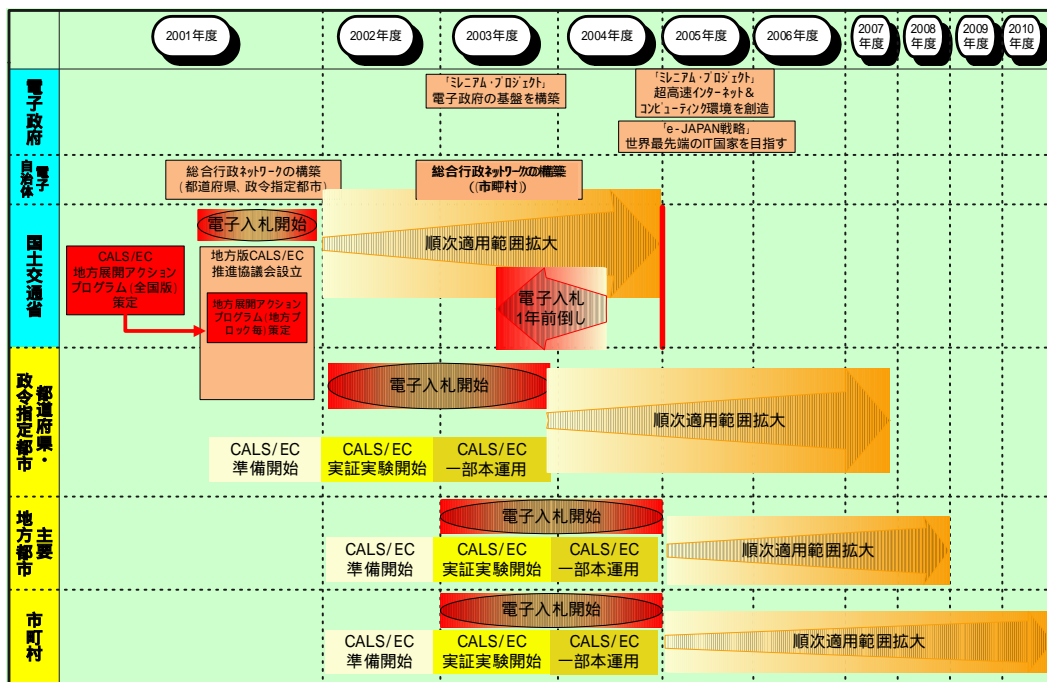 2001年度
2002年度
2003年度
2004年度
2005年度
2006年度
2007
年度
2008
年度
2009
年度
2010
年度
電子政府
「ミレニアム・プロジェクト」
電子政府の基盤を構築
「ミレニアム・プロジェクト」
超高速インターネット＆
コンピューティング環境を創造
「e-JAPAN戦略」
世界最先端のIT国家を目指す
電子
自治体
総合行政ネットワークの構築
(都道府県、政令指定都市)
総合行政ネットワークの構築
(市町村)
国土交通省
電子入札開始
順次適用範囲拡大
CALS/EC
地方展開アクション
プログラム(全国版)
策定
地方版CALS/EC
推進協議会設立
地方展開アクション
プログラム(地方ブ
ロック毎)策定
電子入札
1年前倒し
都道府県・
政令指定都市
電子入札開始
順次適用範囲拡大
CALS/EC
準備開始
CALS/EC
実証実験開始
CALS/EC
一部本運用
主要
地方都市
電子入札開始
順次適用範囲拡大
CALS/EC
準備開始
CALS/EC
実証実験開始
CALS/EC
一部本運用
市町村
電子入札開始
順次適用範囲拡大
CALS/EC
準備開始
CALS/EC
実証実験開始
CALS/EC
一部本運用